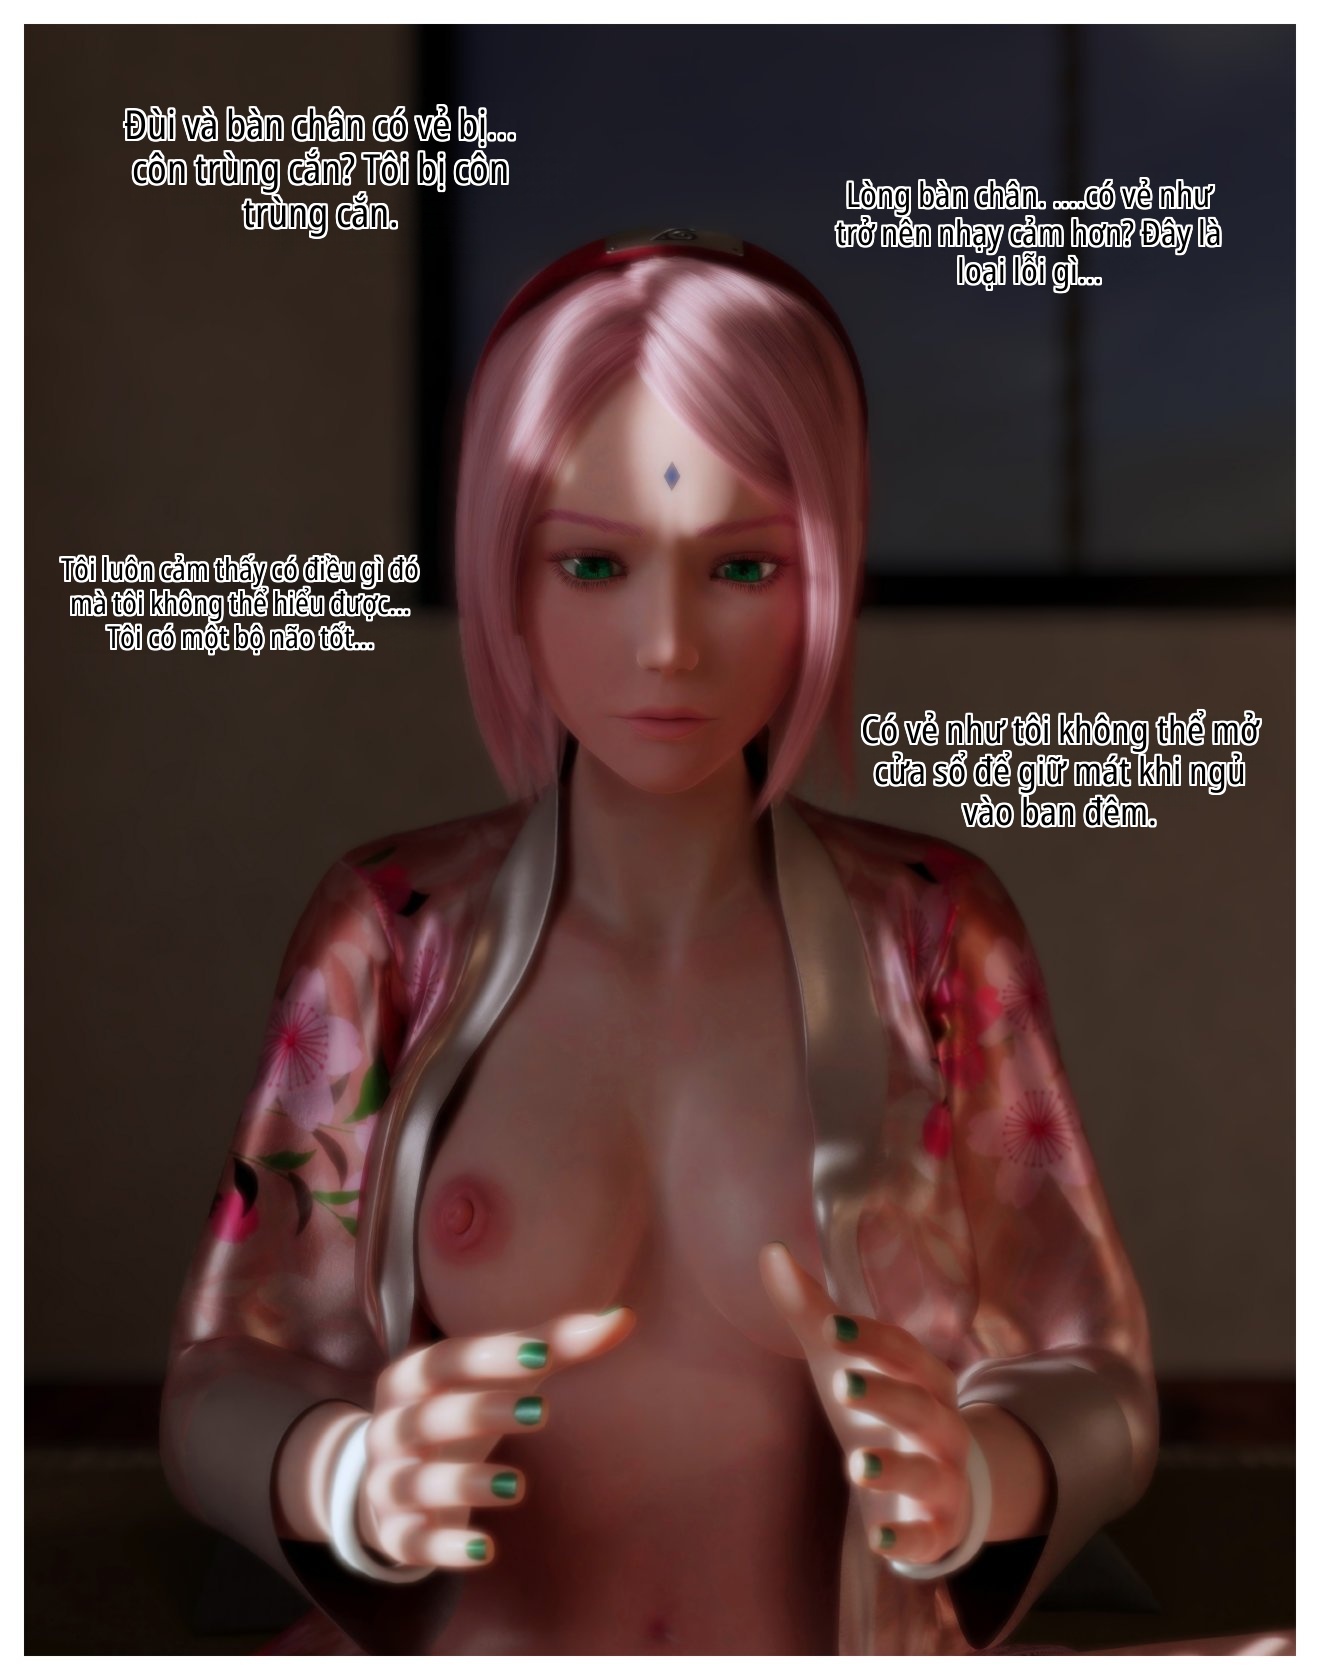 Đùi và bàn chân có vẻ bị...
côn trùng cắn? Tôi bị côn
trùng cắn.
Lòng bàn chân. ....có vẻ như
trở nên nhạy cảm hơn? Đây là
loại lỗi gì...
Tôi luôn cảm thấy có điều gì đó
mà tôi không thể hiểu được...
Tôi có một bộ não tốt...
Có vẻ như tôi không thể mở
cửa sổ để giữ mát khi ngủ
vào ban đêm.